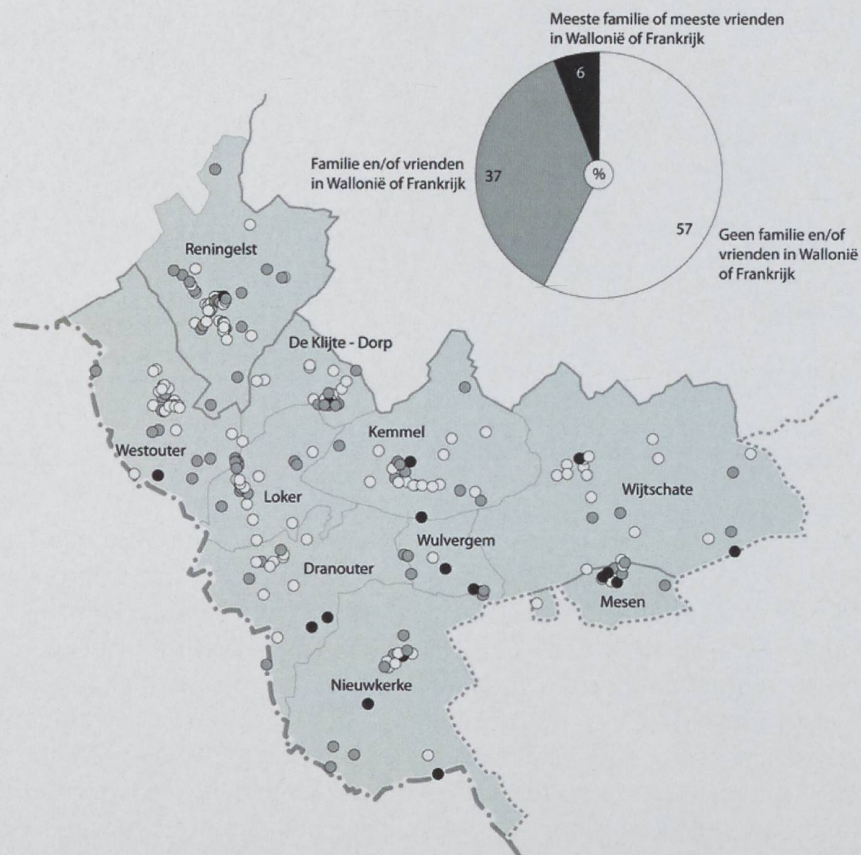 Meeste familie of meeste vrienden
in Wallonië of Frankrijk
6
Familie en/of vrienden
in Wallonië of Frankrijk
37
%
57
Geen familie en/of
vrienden in Wallonië
of Frankrijk
Reningelst
De Klijte - Dorp
Kemmel
Westouter
Loker
Wijtschate
Wulvergem
Dranouter
Mesen
Nieuwkerke